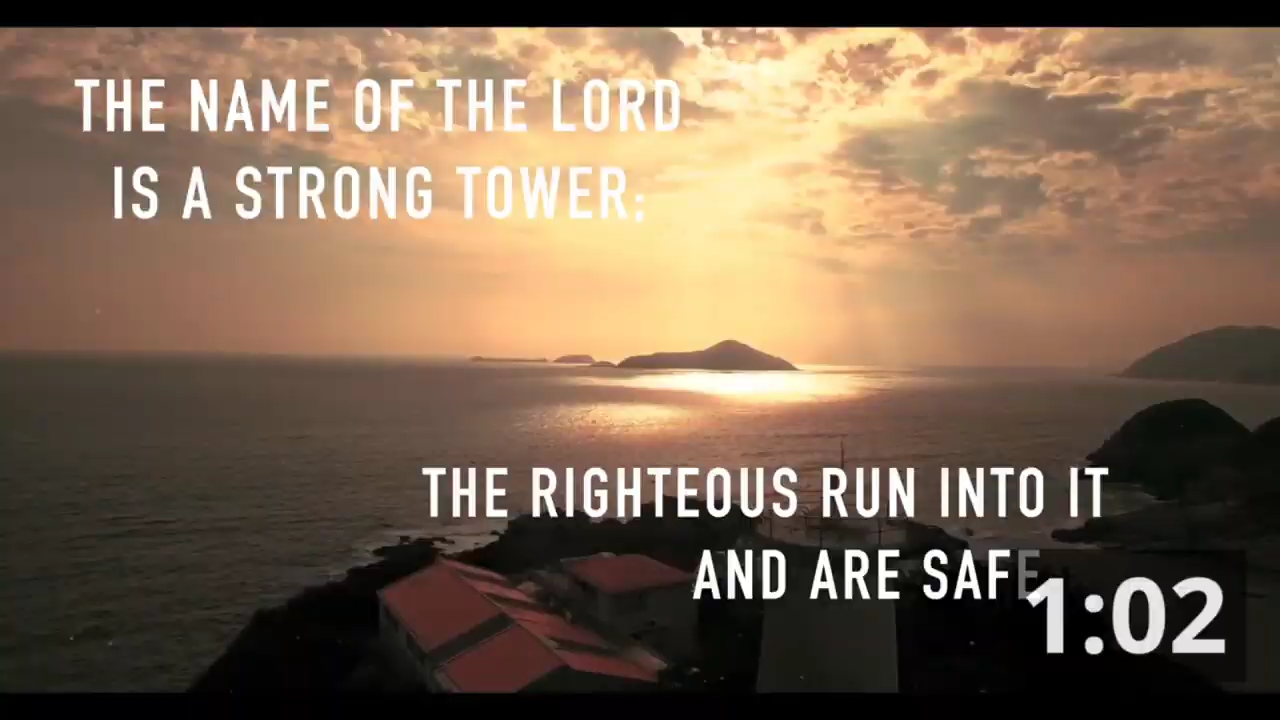 THE NAME OF THE LORD
IS A STRONG TOWER;
THE RIGHTEOUS RUN INTO IT
AND ARE SAFE
1:02